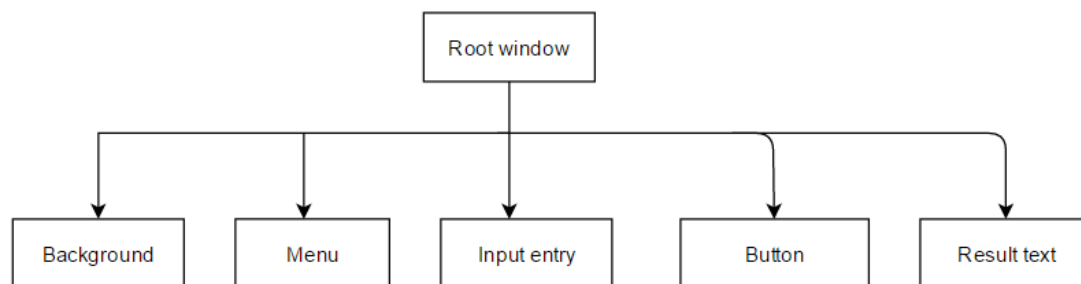 Root window
Background
Menu
Input entry
Button
Result text